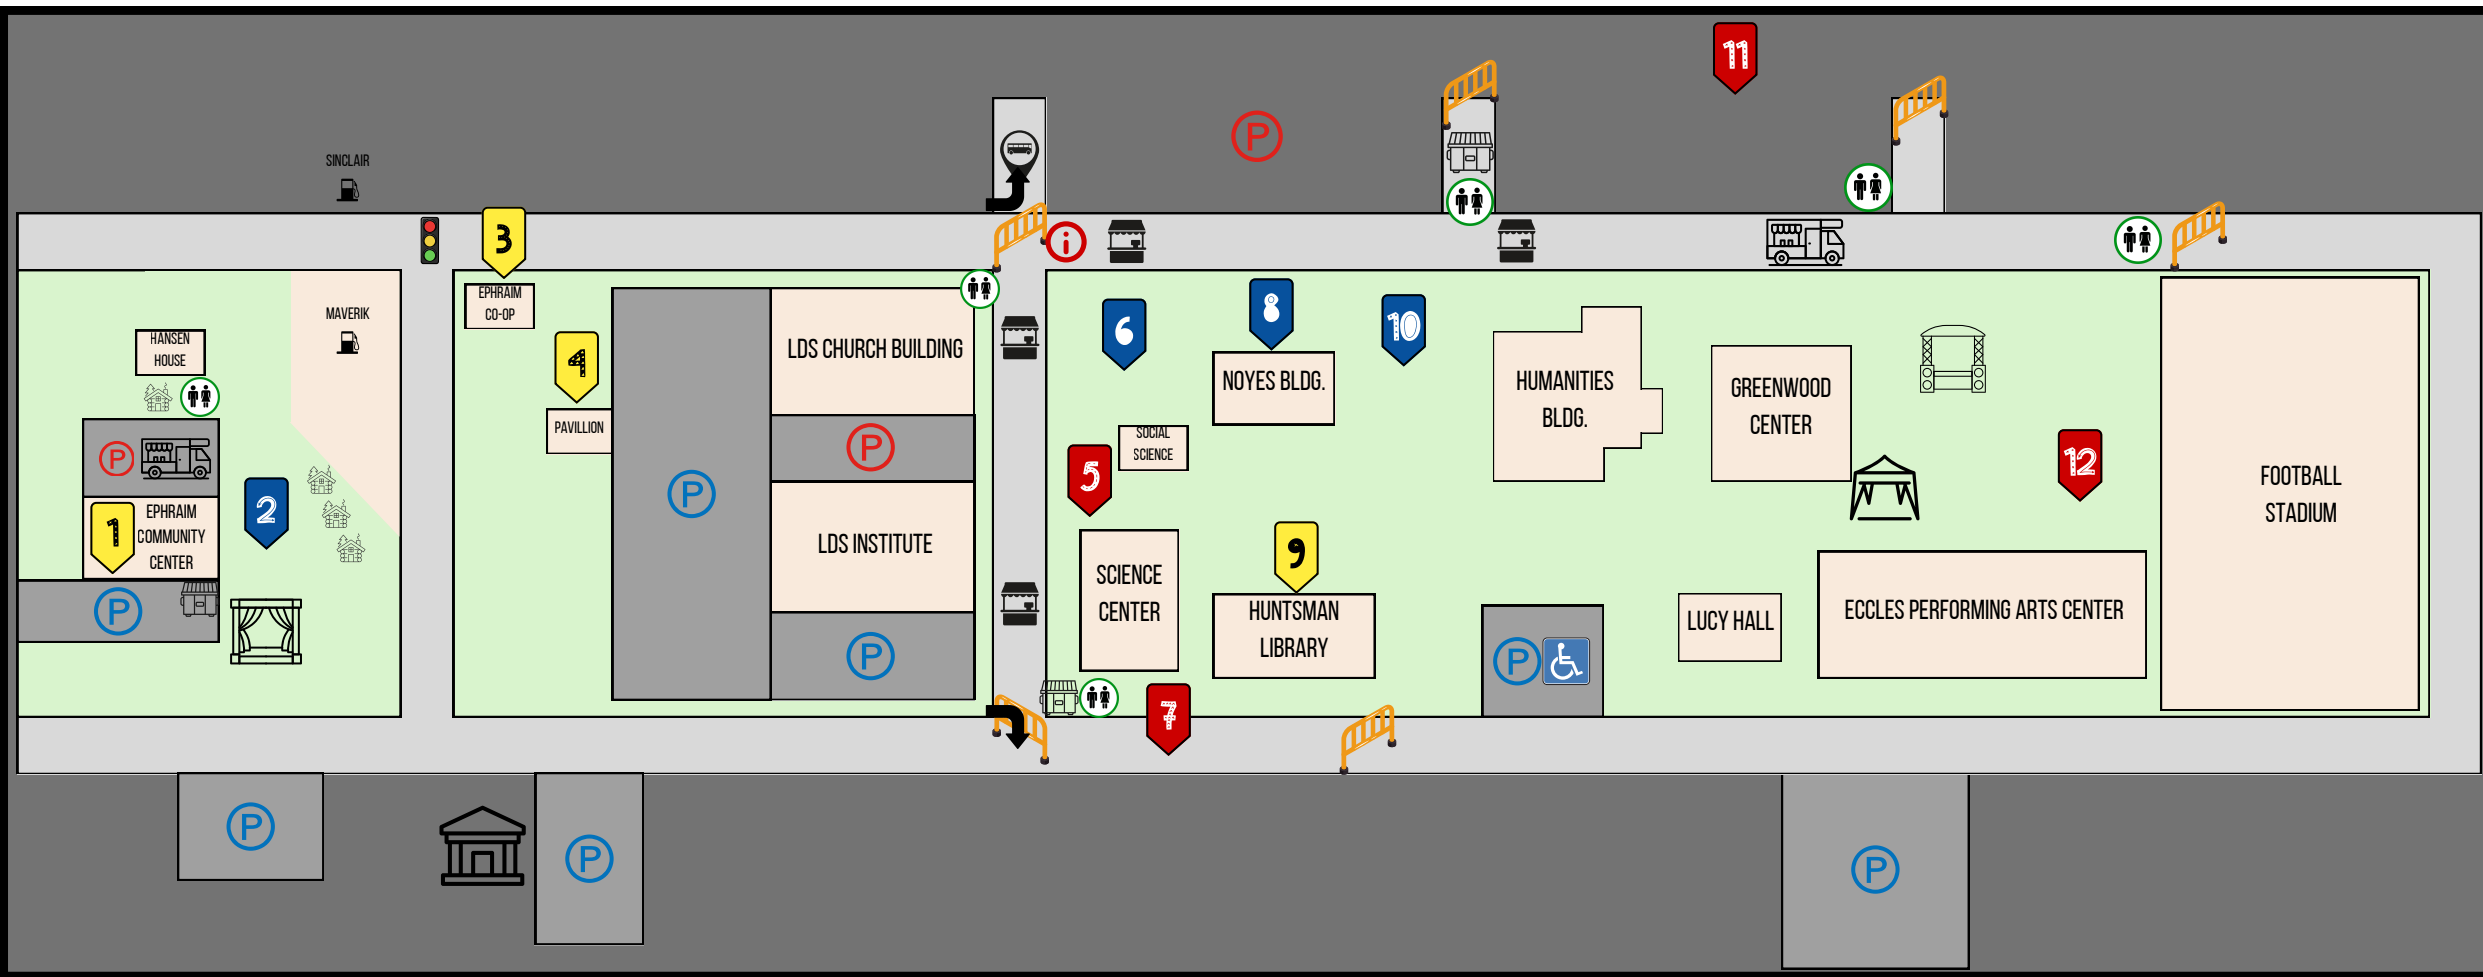 11
P
SINCLAIR
3
i
MAVERIK
EPHRAIM
CO-OP
HANSEN
HOUSE
4
PAVILLION
LDS CHURCH BUILDING
P
P
LDS INSTITUTE
P
P
1
EPHRAIM
COMMUNITY
CENTER
2
P
6
8
10
NOYES BLDG.
SOCIAL
SCIENCE
5
SCIENCE
CENTER
9
HUNTSMAN
LIBRARY
7
HUMANITIES
BLDG.
GREENWOOD
CENTER
12
FOOTBALL
STADIUM
P
LUCY HALL
ECCLES PERFORMING ARTS CENTER
P
P
P